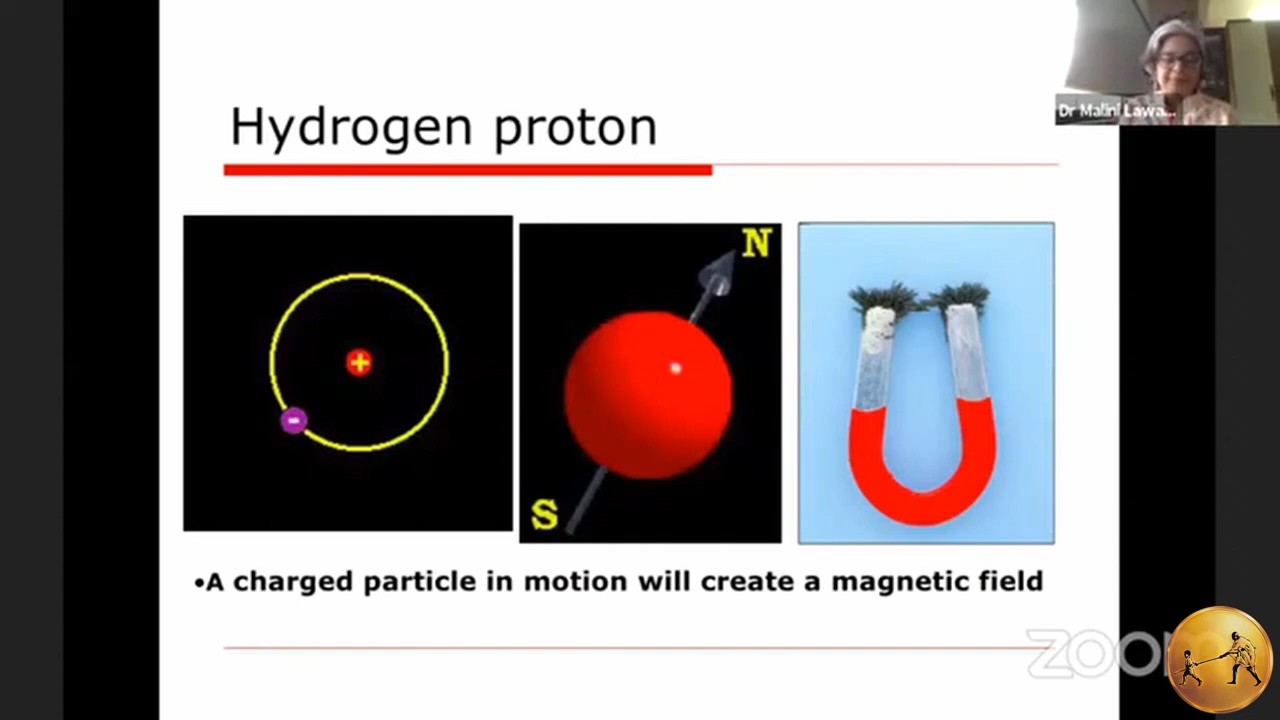 Dr Malini Lawa...
Hydrogen proton
+
-
N
S
•A charged particle in motion will create a magnetic field
ZOOM